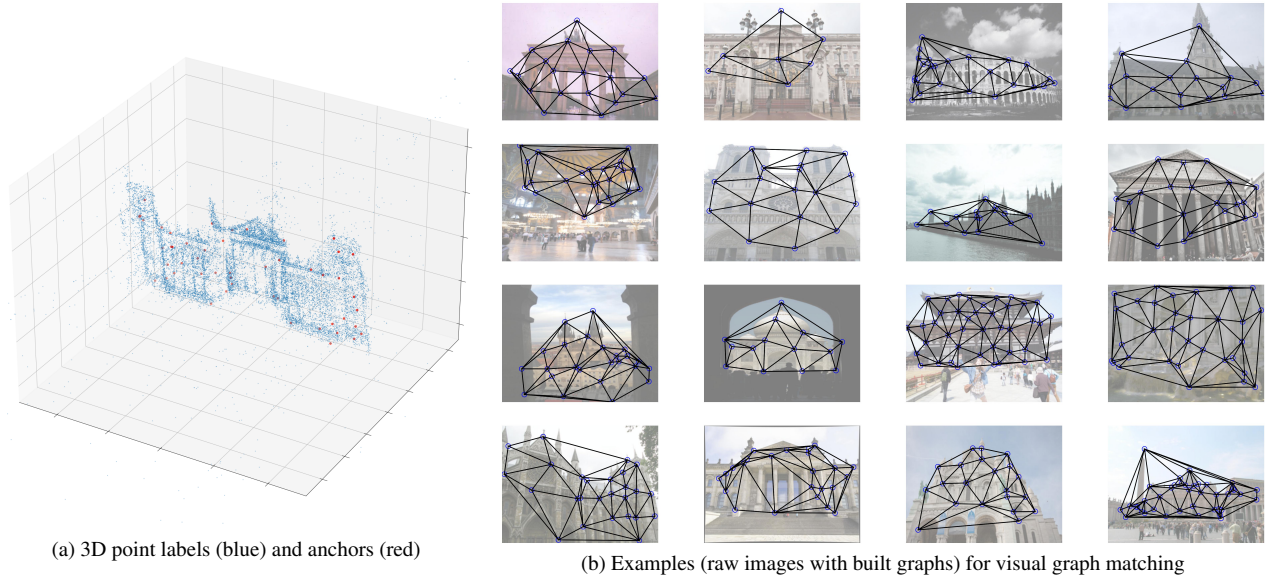 (a) 3D point labels (blue) and anchors (red)
(b) Examples (raw images with built graphs) for visual graph matching